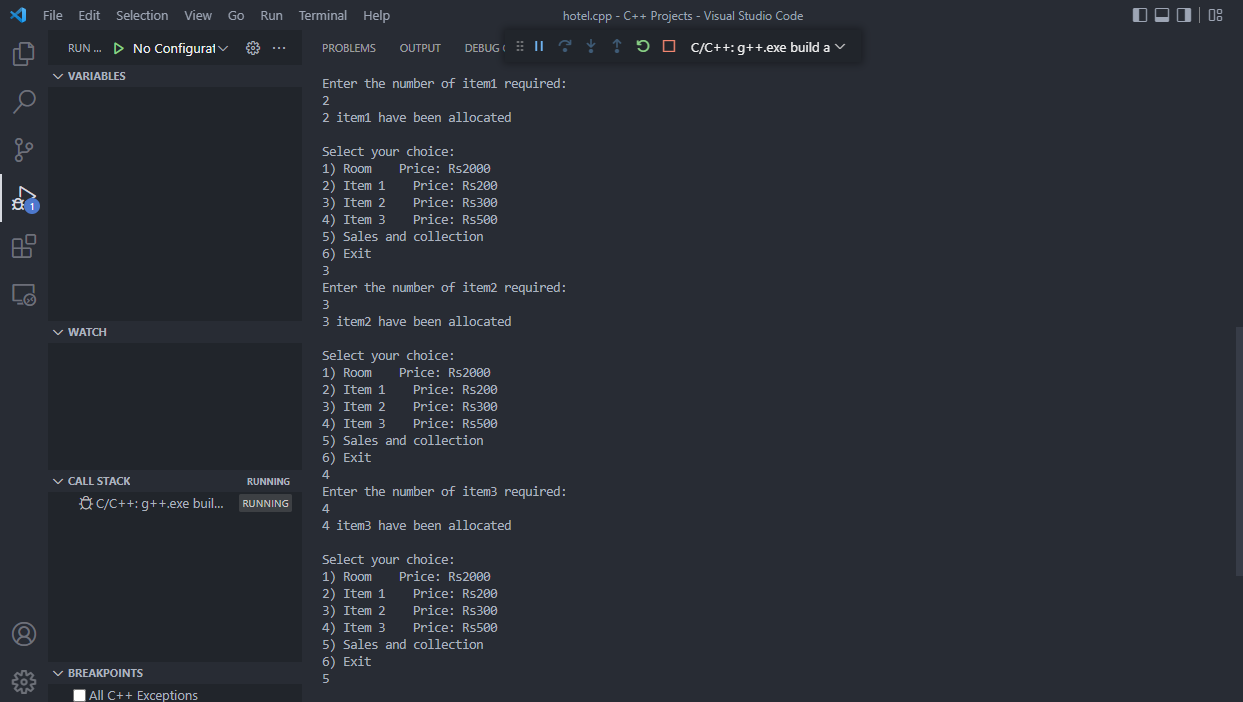 File Edit Selection View Go Run Terminal Help hotel.cpp - C++ Projects - Visual Studio Code
RUN ... No Configurat PROBLEMS OUTPUT DEBUG C/C++: g++.exe build a
VARIABLES
WATCH
CALL STACK RUNNING
C/C++: g++.exe buil... RUNNING
BREAKPOINTS
All C++ Exceptions
1
Enter the number of item1 required:
2
2 item1 have been allocated
Select your choice:
1) Room    Price: Rs2000
2) Item 1    Price: Rs200
3) Item 2    Price: Rs300
4) Item 3    Price: Rs500
5) Sales and collection
6) Exit
3
Enter the number of item2 required:
3
3 item2 have been allocated
Select your choice:
1) Room    Price: Rs2000
2) Item 1    Price: Rs200
3) Item 2    Price: Rs300
4) Item 3    Price: Rs500
5) Sales and collection
6) Exit
4
Enter the number of item3 required:
4
4 item3 have been allocated
Select your choice:
1) Room    Price: Rs2000
2) Item 1    Price: Rs200
3) Item 2    Price: Rs300
4) Item 3    Price: Rs500
5) Sales and collection
6) Exit
5